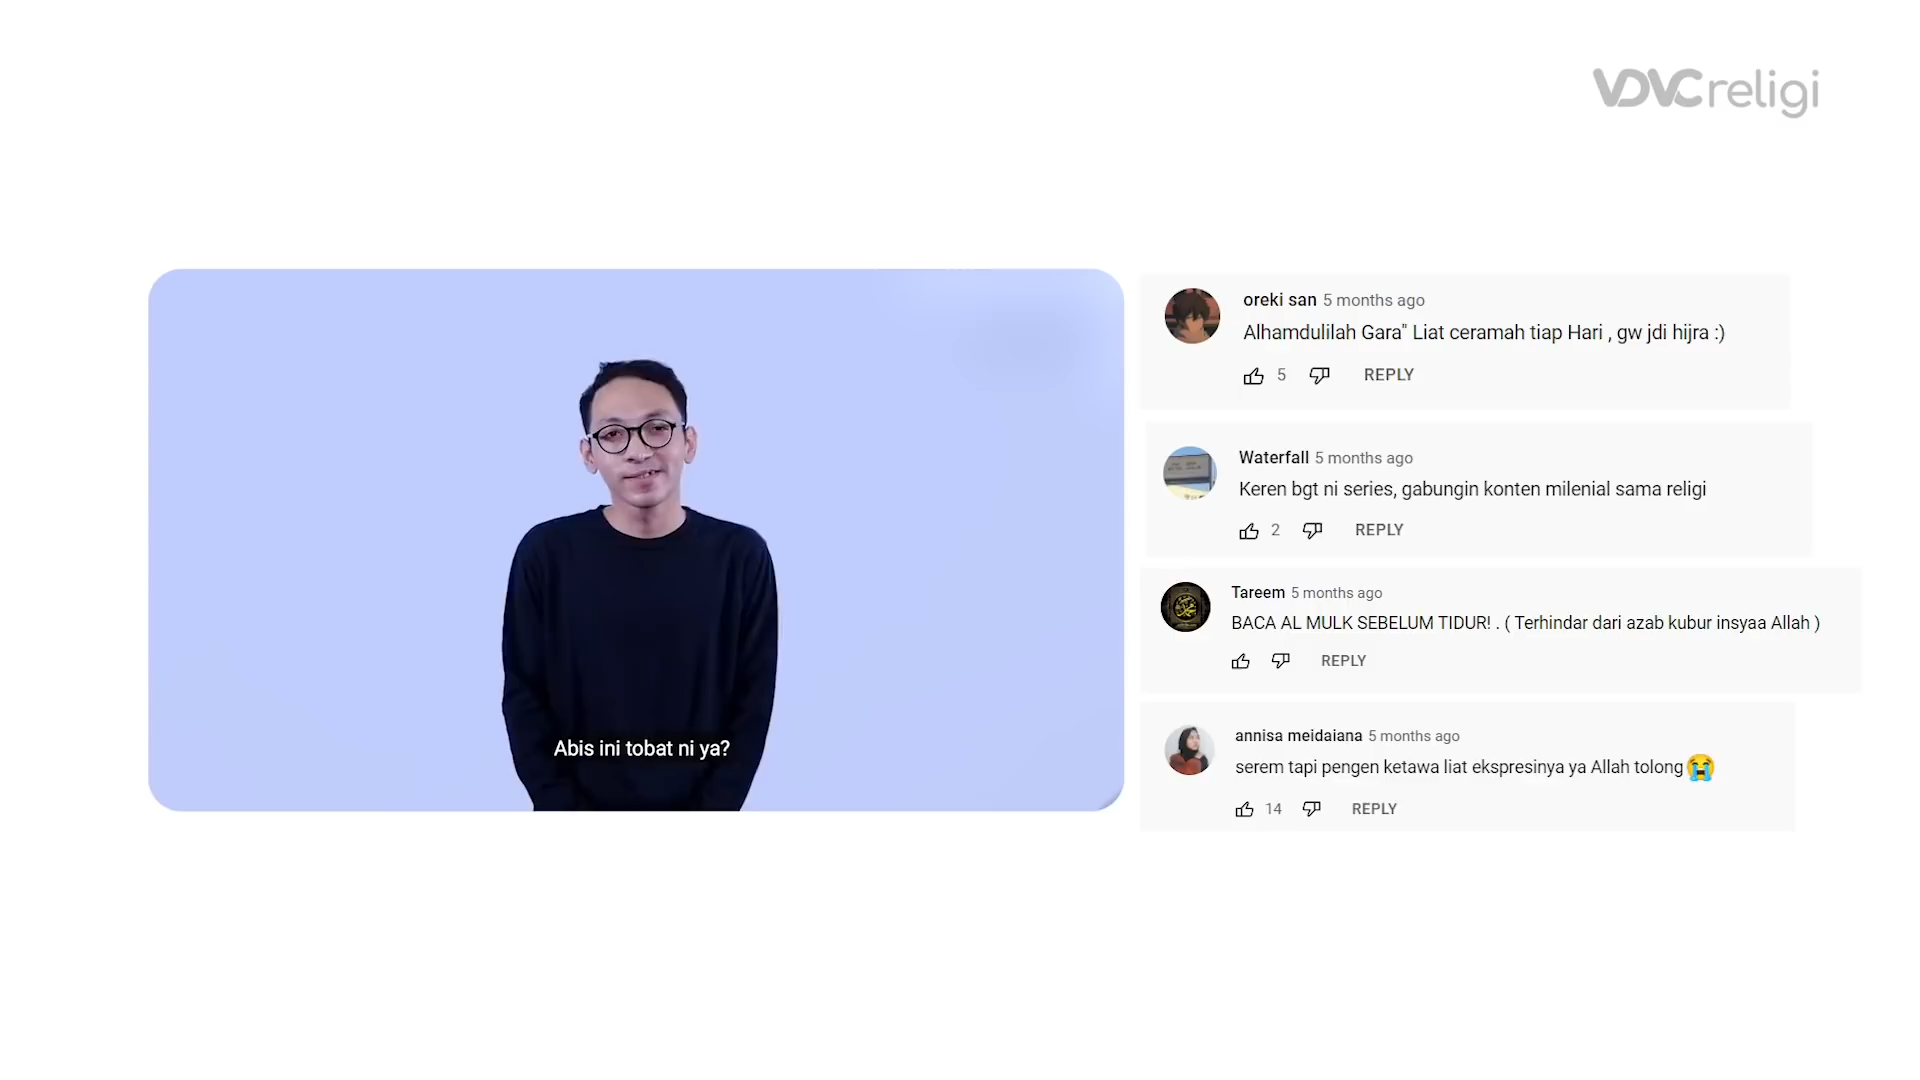 VDVC religi
Abis ini tobat ni ya?
oreki san 5 months ago
Alhamdulilah Gara" Liat ceramah tiap Hari , gw jdi hijra :)
5 REPLY
Waterfall 5 months ago
Keren bgt ni series, gabungin konten milenial sama religi
2 REPLY
Tareem 5 months ago
BACA AL MULK SEBELUM TIDUR! . ( Terhindar dari azab kubur insyaa Allah )
REPLY
annisa meidaiana 5 months ago
serem tapi pengen ketawa liat ekspresinya ya Allah tolong😭
14 REPLY